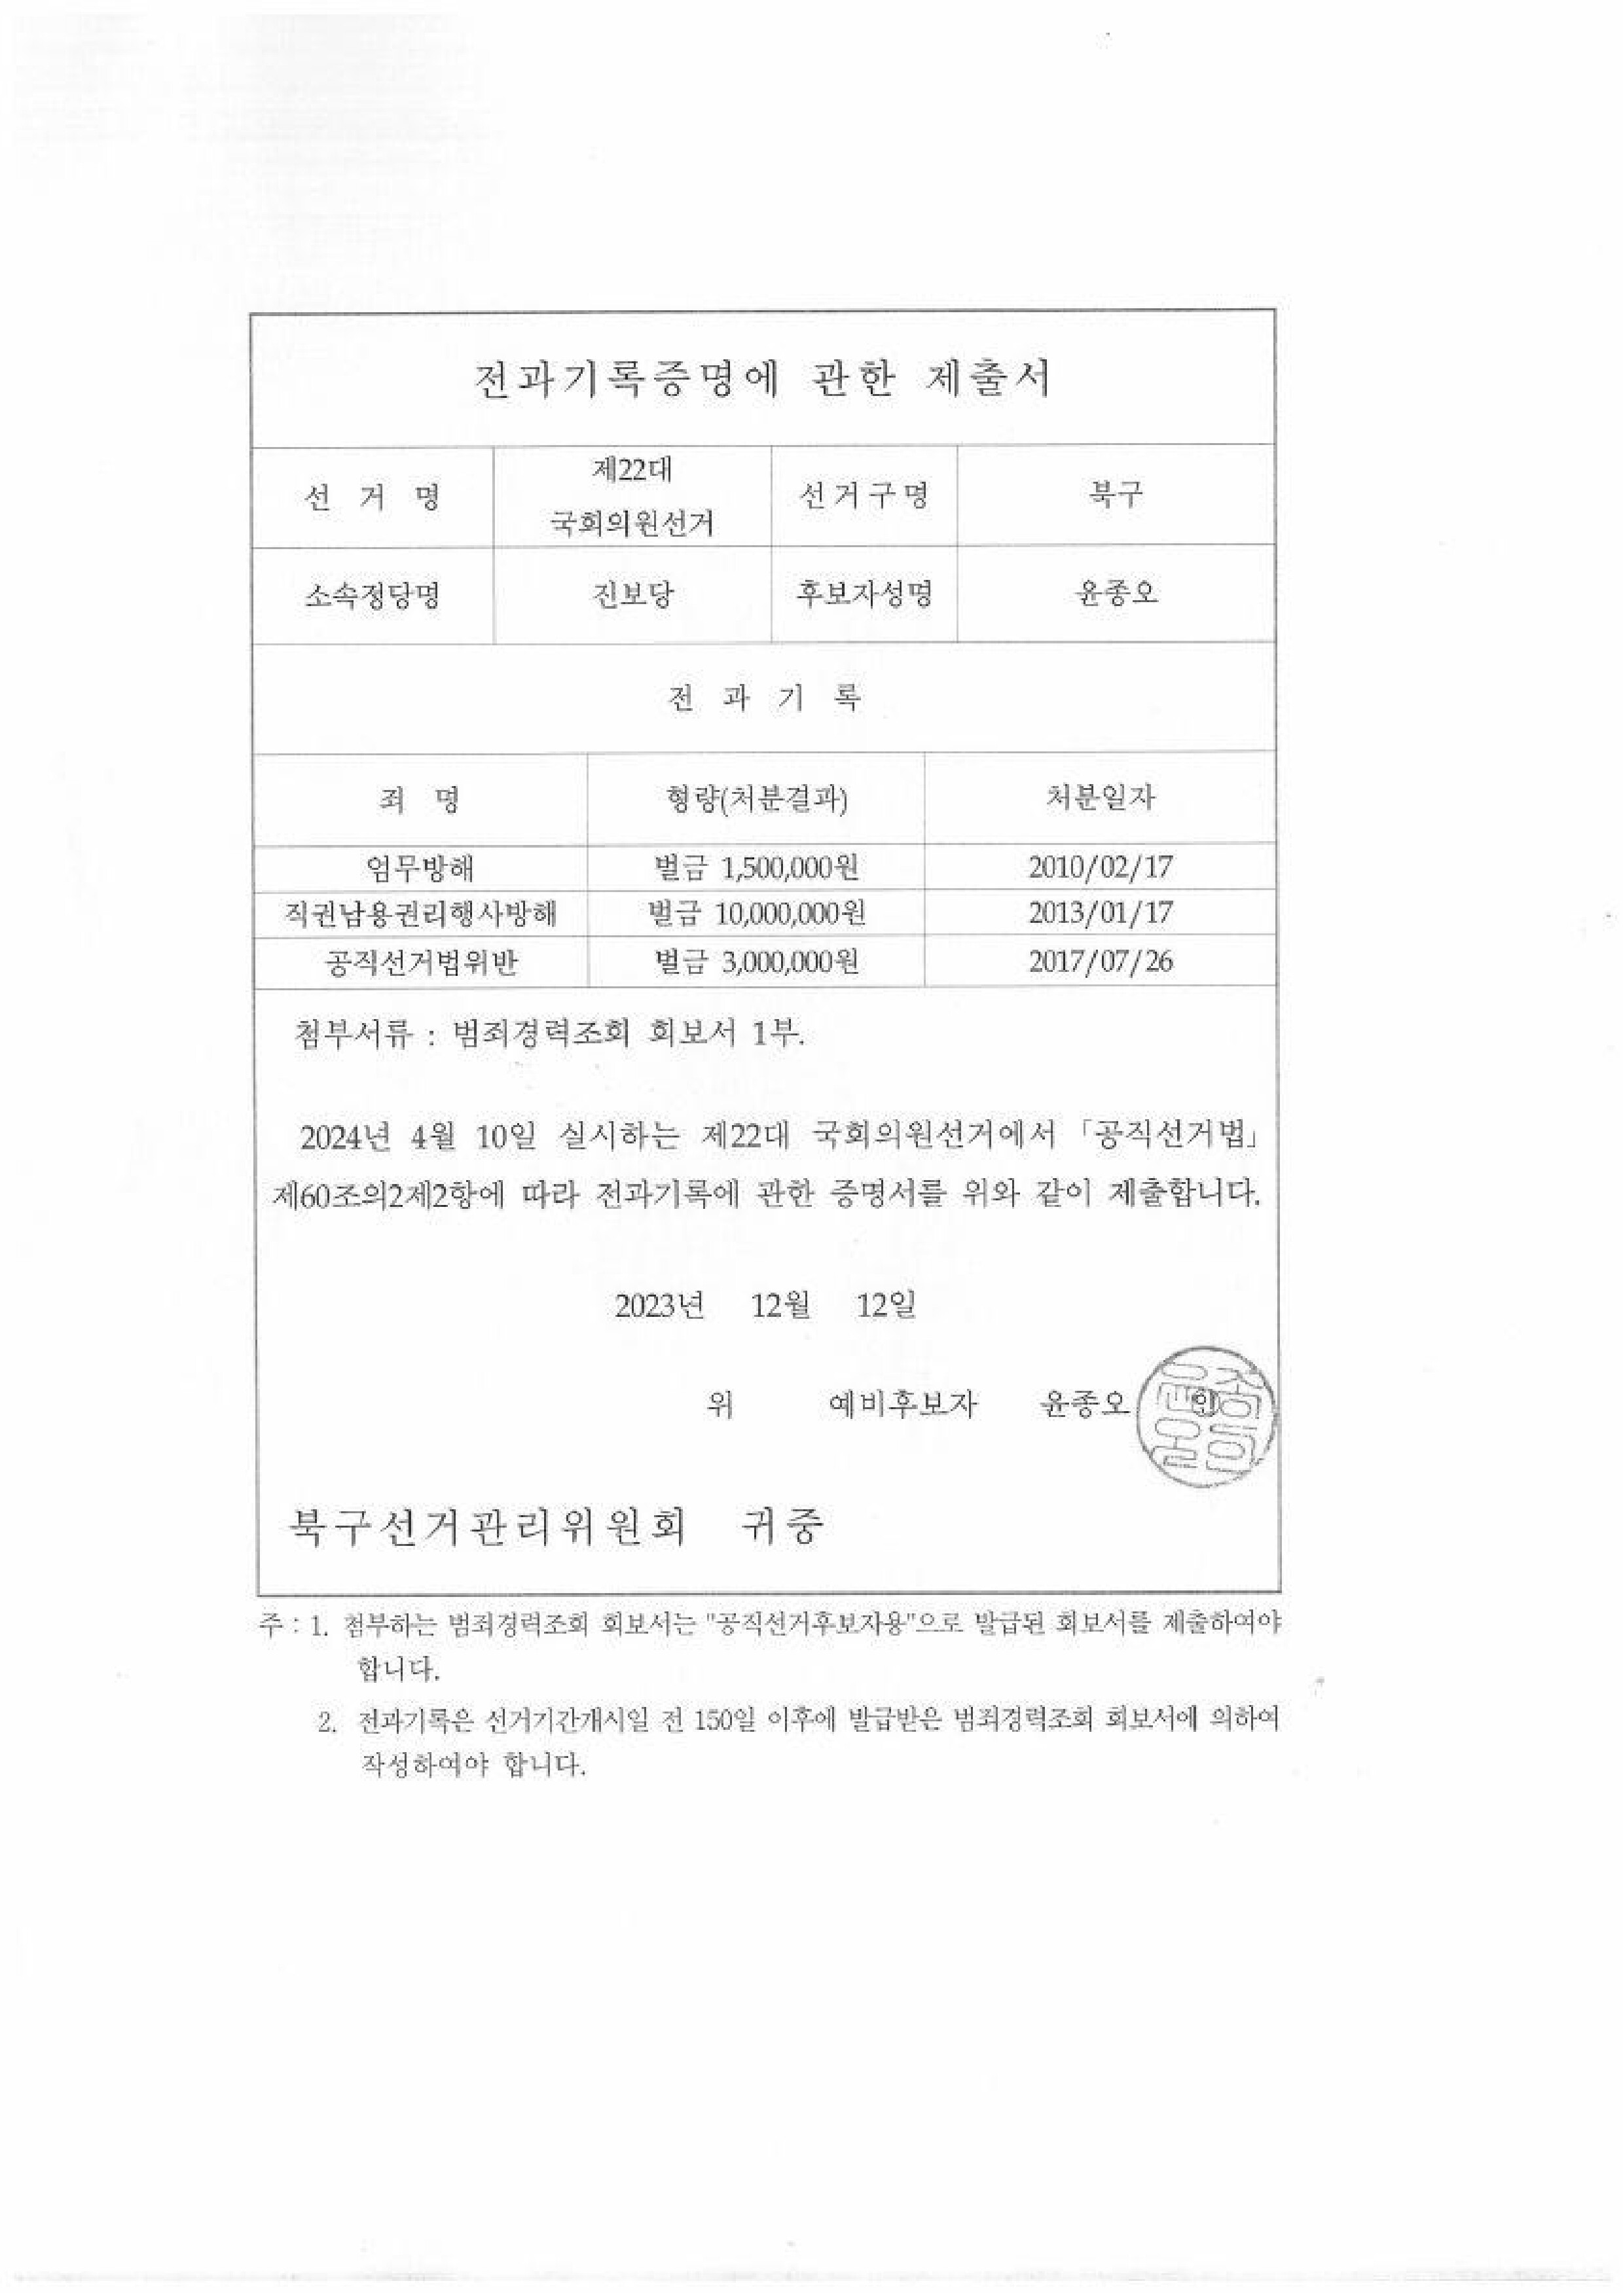 전과기록증명에 관한 제출서
선 거 명 제22대 국회의원선거 선거구명 북구
소속정당명 진보당 후보자성명 윤종오
전 과 기 록
죄 명 형량(처분결과) 처분일자
업무방해 벌금 1,500,000원 2010/02/17
직권남용권리행사방해 벌금 10,000,000원 2013/01/17
공직선거법위반 벌금 3,000,000원 2017/07/26
첨부서류 : 범죄경력조회 회보서 1부.
2024년 4월 10일 실시하는 제22대 국회의원선거에서 「공직선거법」
제60조의2제2항에 따라 전과기록에 관한 증명서를 위와 같이 제출합니다.
2023년 12월 12일
위 예비후보자 윤종오 ㊞
북구선거관리위원회 귀중
주 : 1. 첨부하는 범죄경력조회 회보서는 "공직선거후보자용"으로 발급된 회보서를 제출하여야
합니다.
2. 전과기록은 선거기간개시일 전 150일 이후에 발급받은 범죄경력조회 회보서에 의하여
작성하여야 합니다.